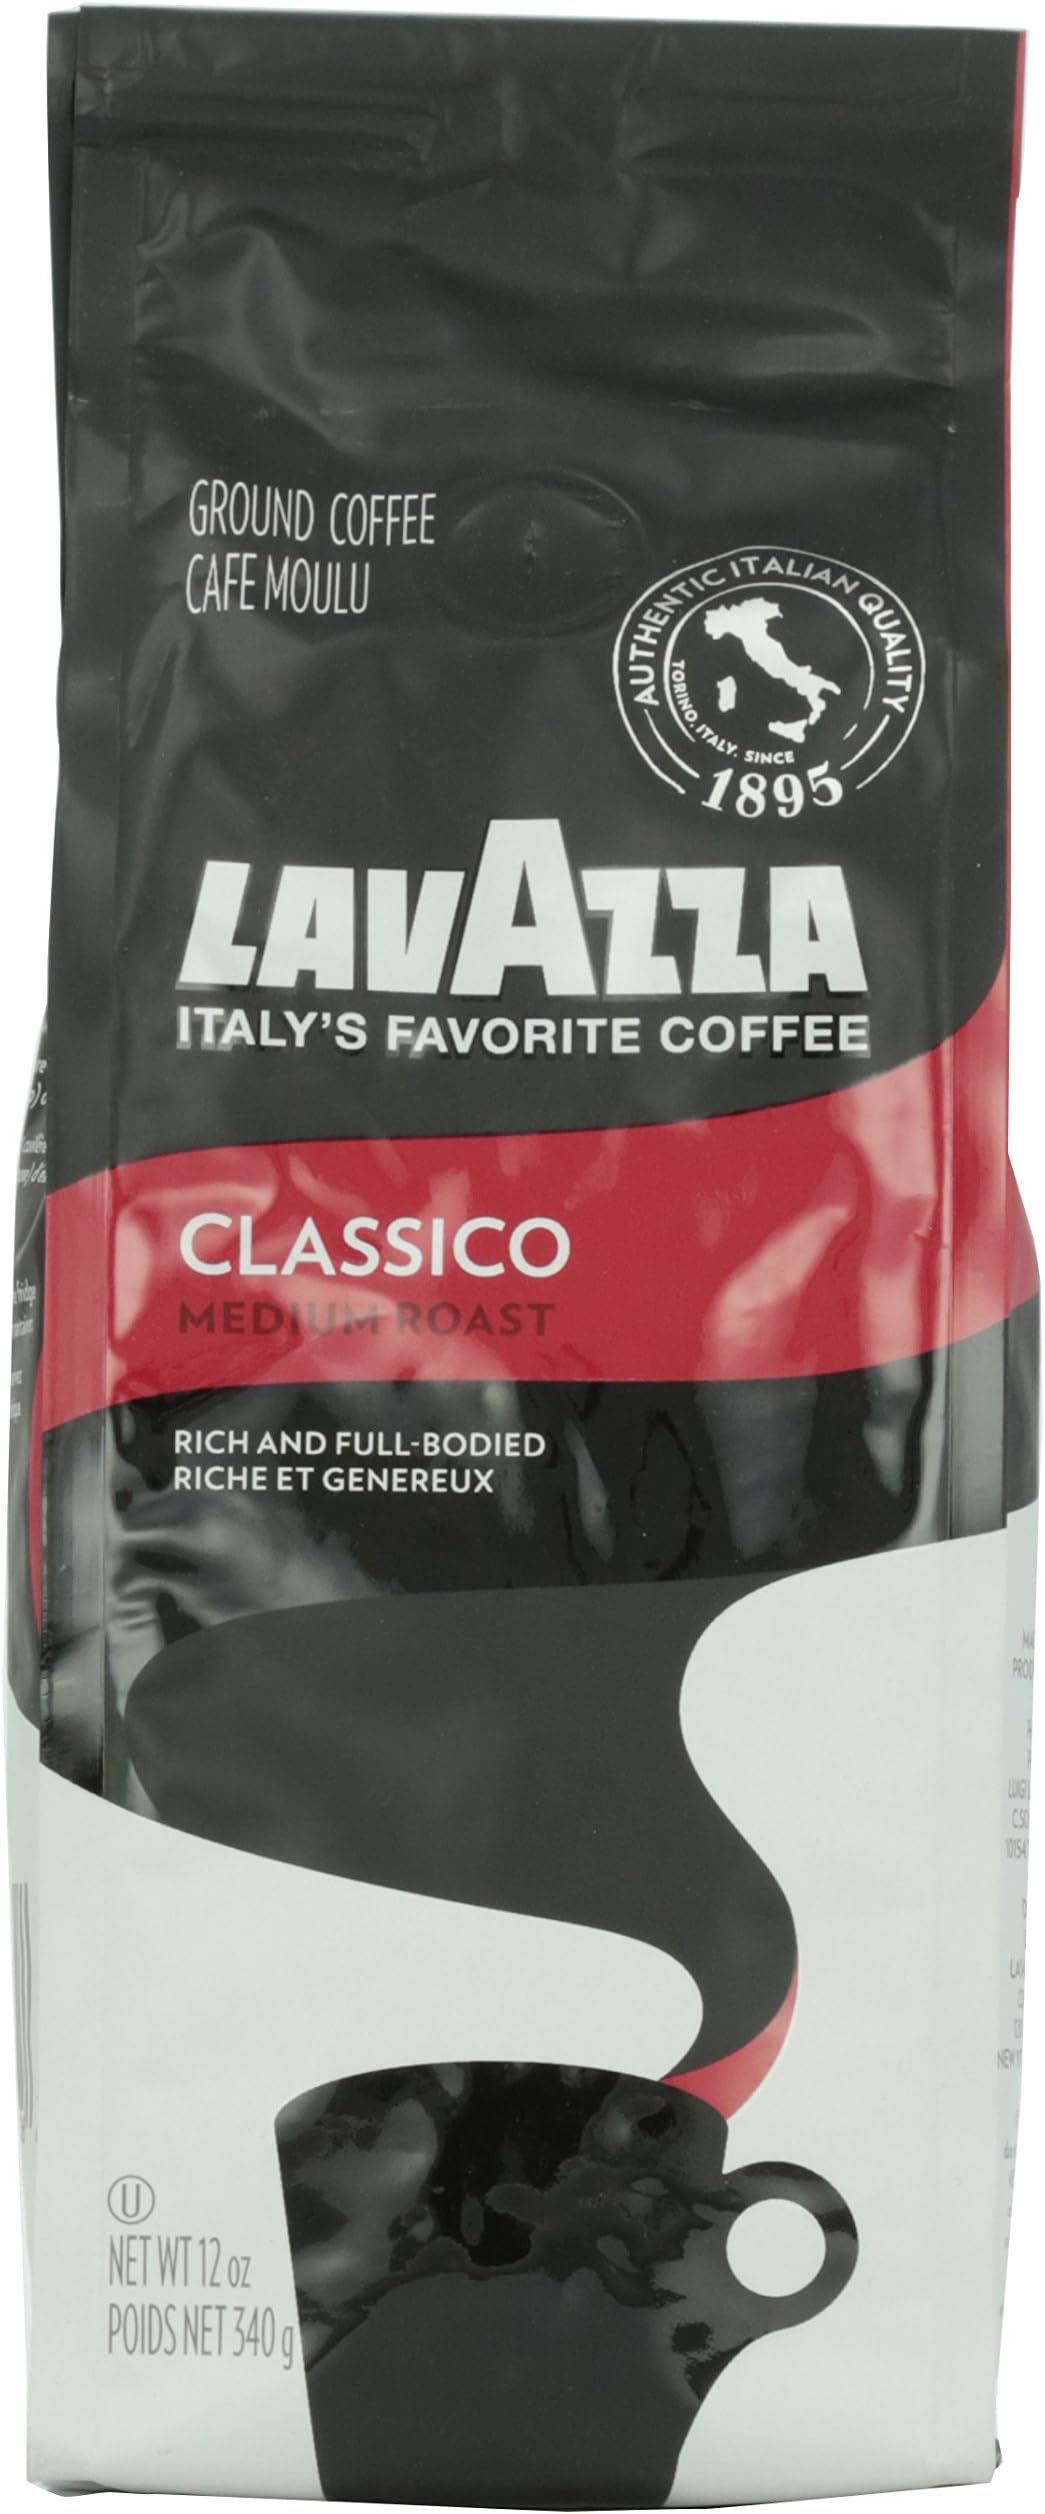 GROUND COFFEE
CAFE MOULU
AUTHENTIC ITALIAN QUALITY
TORINO, ITALY. SINCE
1895
LAVAZZA
ITALY'S FAVORITE COFFEE
CLASSICO
MEDIUM ROAST
RICH AND FULL-BODIED
RICHE ET GENEREUX
U
NET WT 12 oz
POIDS NET 340 g